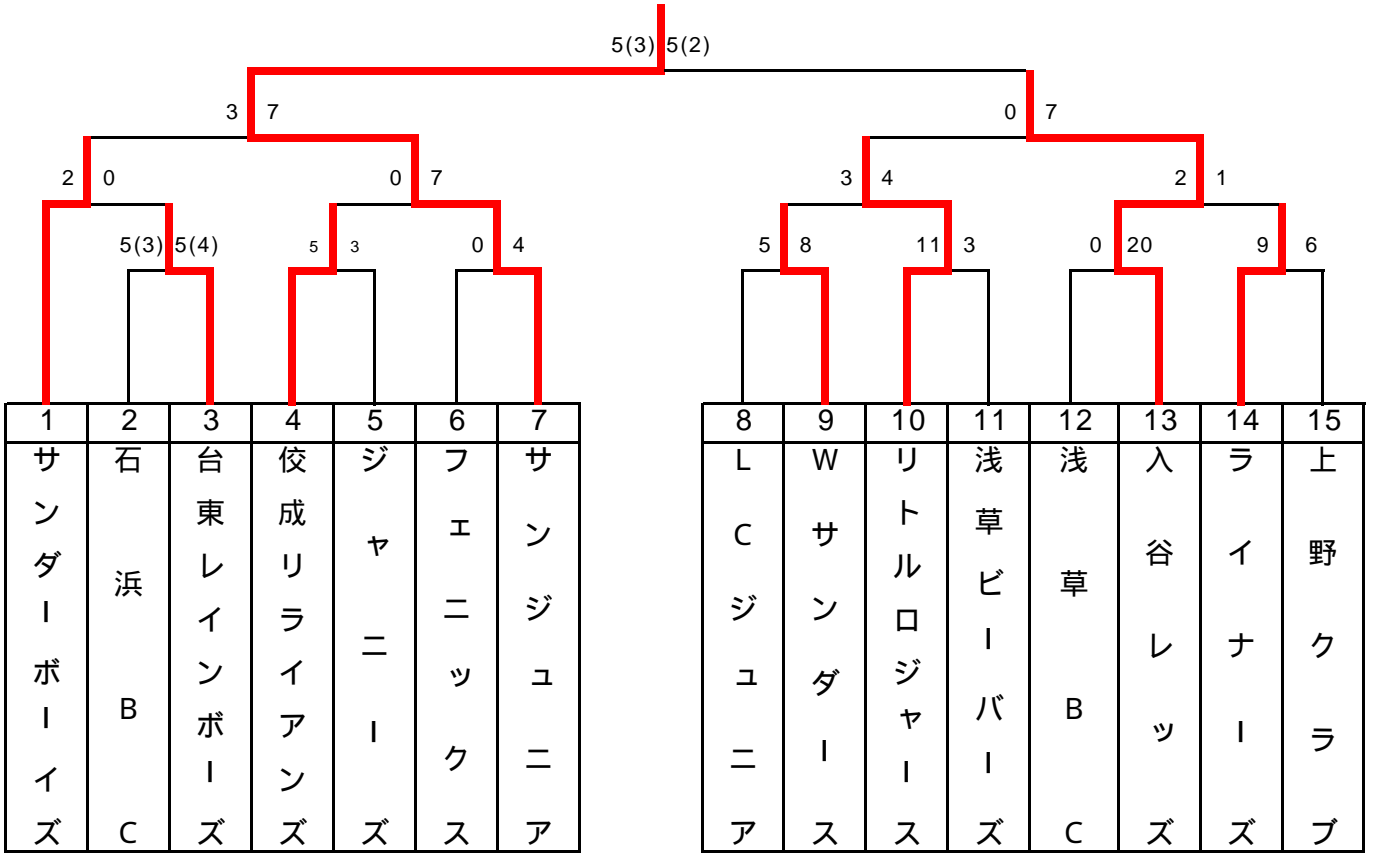 5(3) 5(2)
3 7 0 7
2 0 0 7 3 4 2 1
5(3) 5(4) 5 3 0 4 5 8 11 3 0 20 9 6
1 2 3 4 5 6 7 8 9 10 11 12 13 14 15
サンダーボーイズ
石浜BC
台東レインボーズ
佼成リライアンズ
ジャニーズ
フェニックス
サンジュニア
LCジュニア
Wサンダース
リトルロジャース
浅草ビーバーズ
浅草BC
入谷レッズ
ライナーズ
上野クラブ